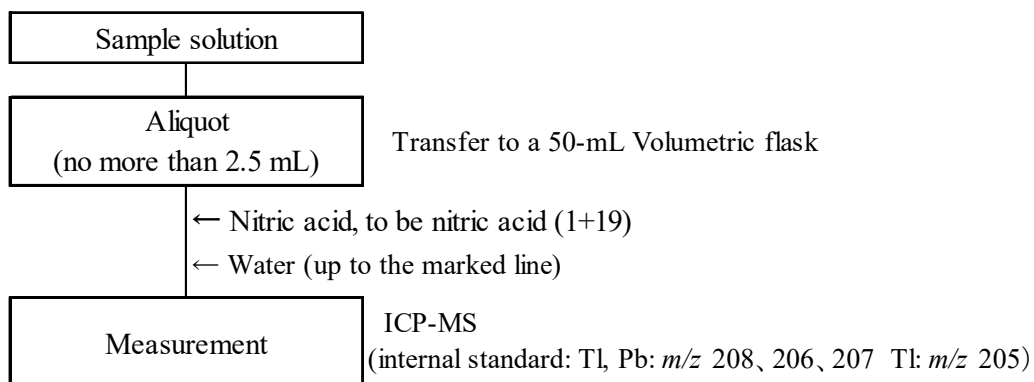 Sample solution
Aliquot
(no more than 2.5 mL)
Transfer to a 50-mL Volumetric flask
← Nitric acid, to be nitric acid (1+19)
← Water (up to the marked line)
Measurement
ICP-MS
(internal standard: Tl, Pb: m/z 208、206、207 Tl: m/z 205)